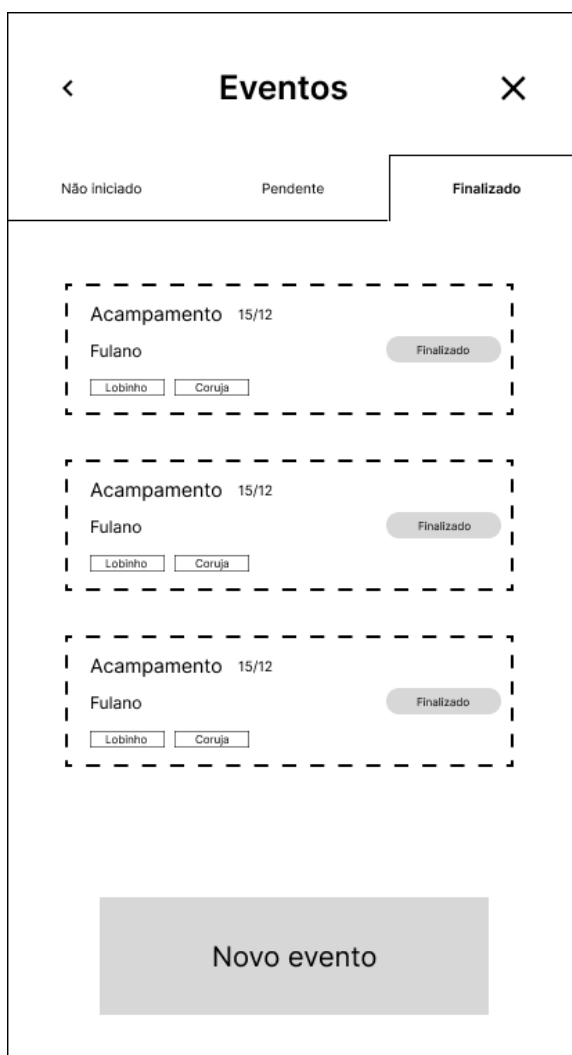 Eventos
Não iniciado Pendente Finalizado
Acampamento 15/12
Fulano Finalizado
Lobinho Coruja
Acampamento 15/12
Fulano Finalizado
Lobinho Coruja
Acampamento 15/12
Fulano Finalizado
Lobinho Coruja
Novo evento